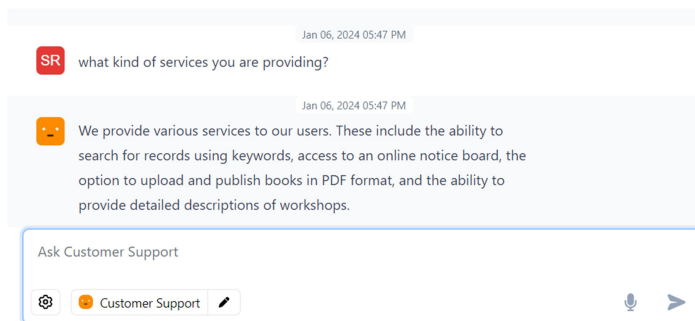 Jan 06, 2024 05:47 PM
SR
what kind of services you are providing?
Jan 06, 2024 05:47 PM
We provide various services to our users. These include the ability to
search for records using keywords, access to an online notice board, the
option to upload and publish books in PDF format, and the ability to
provide detailed descriptions of workshops.
Ask Customer Support
Customer Support